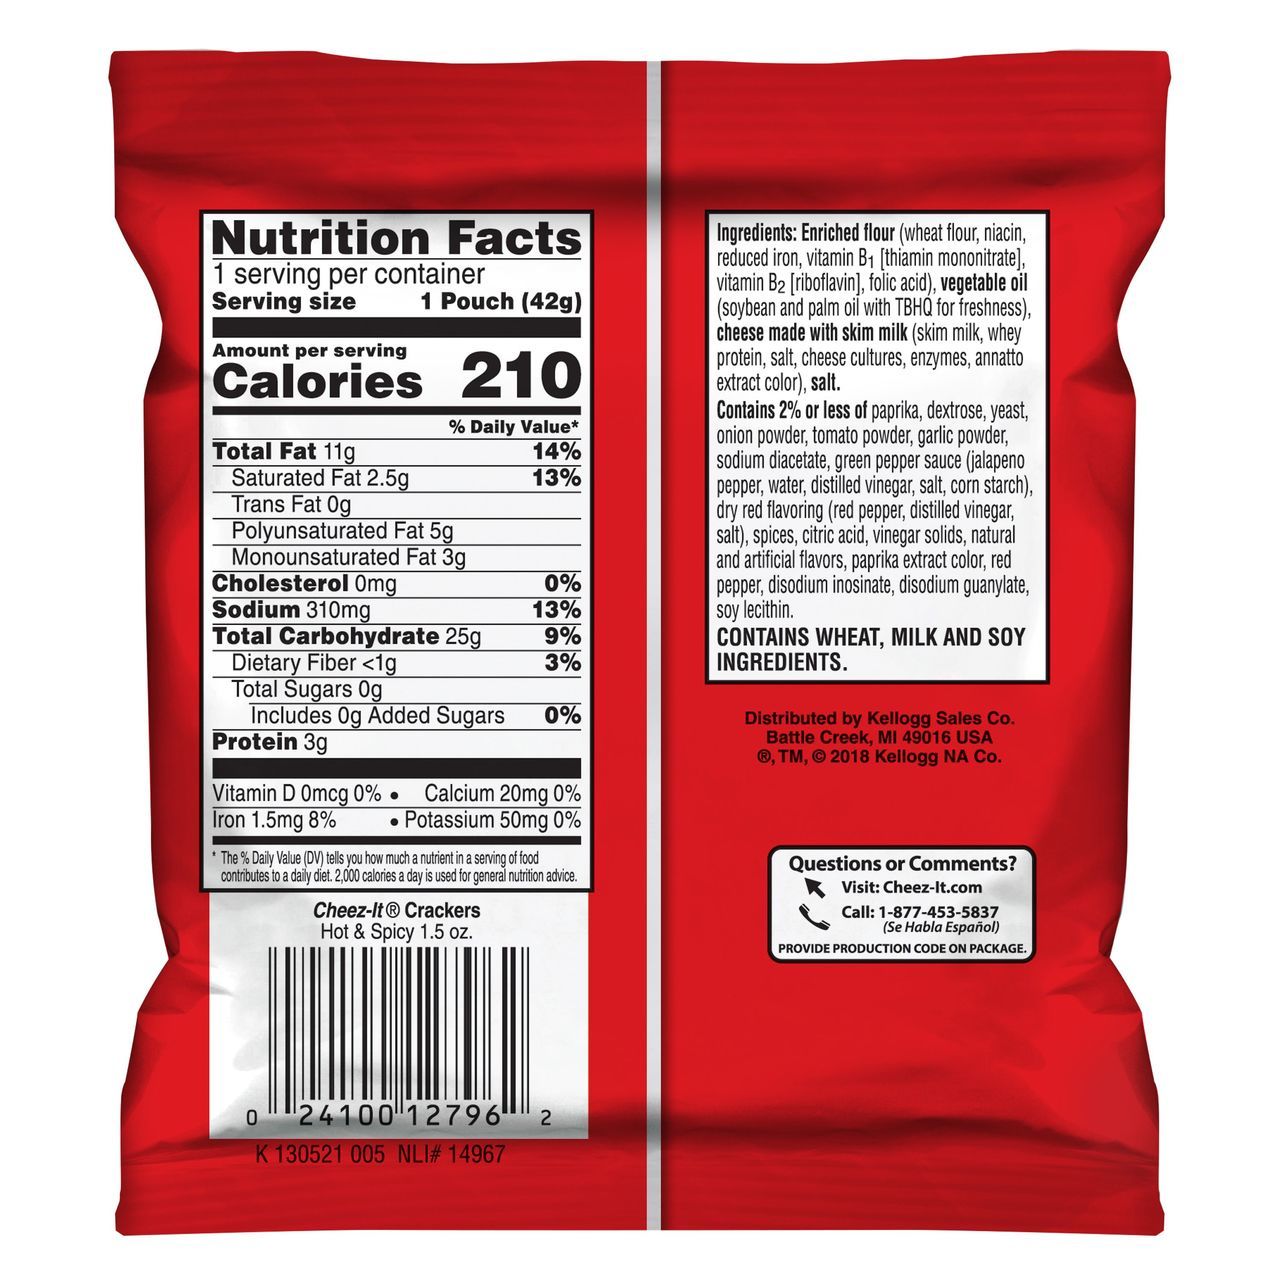 Nutrition Facts
1 serving per container
Serving size 1 Pouch (42g)
Amount per serving
Calories 210
% Daily Value*
Total Fat 11g 14%
Saturated Fat 2.5g 13%
Trans Fat 0g
Polyunsaturated Fat 5g
Monounsaturated Fat 3g
Cholesterol 0mg 0%
Sodium 310mg 13%
Total Carbohydrate 25g 9%
Dietary Fiber <1g 3%
Total Sugars 0g
Includes 0g Added Sugars 0%
Protein 3g
Vitamin D 0mcg 0% • Calcium 20mg 0%
Iron 1.5mg 8% • Potassium 50mg 0%
* The % Daily Value (DV) tells you how much a nutrient in a serving of food
contributes to a daily diet. 2,000 calories a day is used for general nutrition advice.
Cheez-It® Crackers
Hot & Spicy 1.5 oz.
0 24100 12796 2
K 130521 005 NLI# 14967
Ingredients: Enriched flour (wheat flour, niacin,
reduced iron, vitamin B1 [thiamin mononitrate],
vitamin B2 [riboflavin], folic acid), vegetable oil
(soybean and palm oil with TBHQ for freshness),
cheese made with skim milk (skim milk, whey
protein, salt, cheese cultures, enzymes, annatto
extract color), salt.
Contains 2% or less of paprika, dextrose, yeast,
onion powder, tomato powder, garlic powder,
sodium diacetate, green pepper sauce (jalapeno
pepper, water, distilled vinegar, salt, corn starch),
dry red flavoring (red pepper, distilled vinegar,
salt), spices, citric acid, vinegar solids, natural
and artificial flavors, paprika extract color, red
pepper, disodium inosinate, disodium guanylate,
soy lecithin.
CONTAINS WHEAT, MILK AND SOY
INGREDIENTS.
Distributed by Kellogg Sales Co.
Battle Creek, MI 49016 USA
®, TM, © 2018 Kellogg NA Co.
Questions or Comments?
Visit: Cheez-It.com
Call: 1-877-453-5837
(Se Habla Español)
PROVIDE PRODUCTION CODE ON PACKAGE.